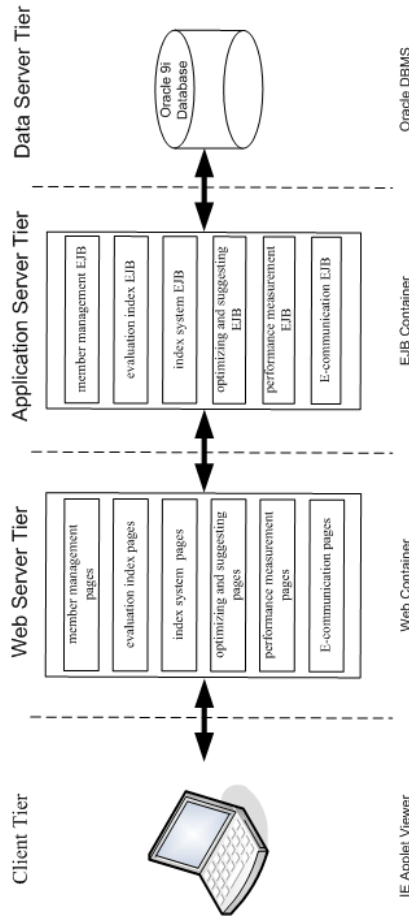 Client Tier
Web Server Tier
Application Server Tier
Data Server Tier
member management
pages
evaluation index pages
index system pages
optimizing and suggesting
pages
performance measurement
pages
E-communication pages
member management EJB
evaluation index EJB
index system EJB
optimizing and suggesting
EJB
performance measurement
EJB
E-communication EJB
Oracle 9i
Database
IE Applet Viewer
Web Container
EJB Container
Oracle DBMS